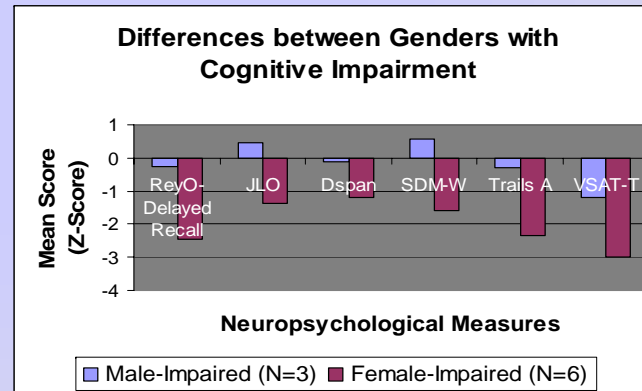 Differences between Genders with
Cognitive Impairment
Mean Score
(Z-Score)
1
0
-1
-2
-3
-4
ReyO-
Delayed
Recall
JLO
Dspan
SDM-W
Trails A
VSAT-T
Neuropsychological Measures
Male-Impaired (N=3)
Female-Impaired (N=6)